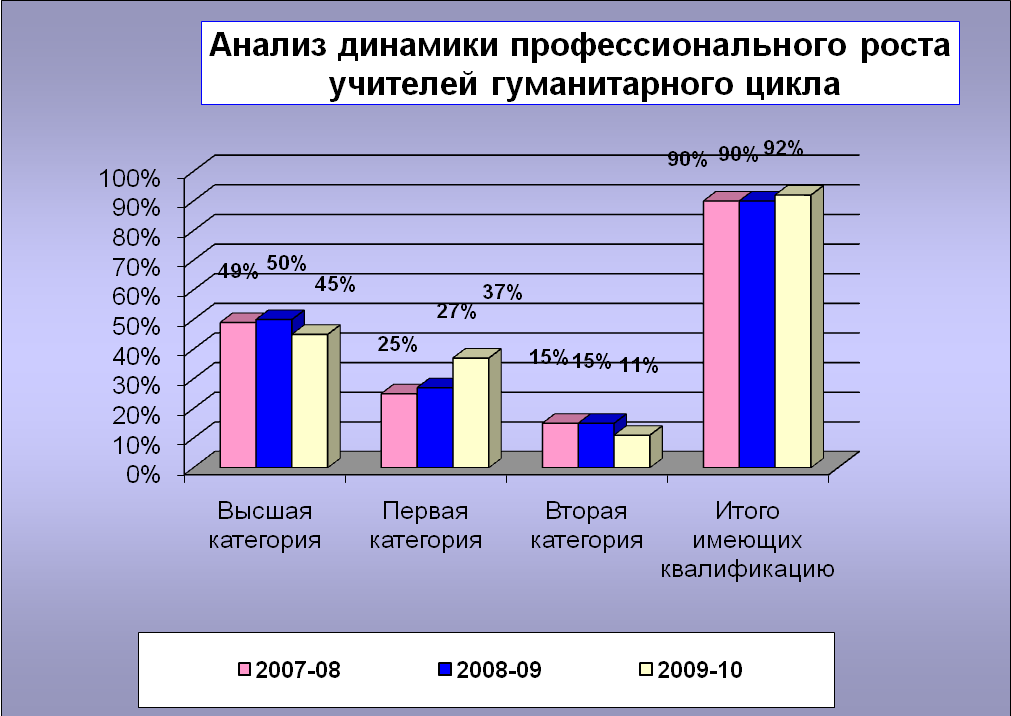 Анализ динамики профессионального роста
учителей гуманитарного цикла
90% 90% 92%
100%
90%
80%
70%
60%
50%
40%
30%
20%
10%
0%
49% 50% 45%
25% 27% 37%
15% 15% 11%
Высшая
категория
Первая
категория
Вторая
категория
Итого
имеющих
квалификацию
2007-08 2008-09 2009-10